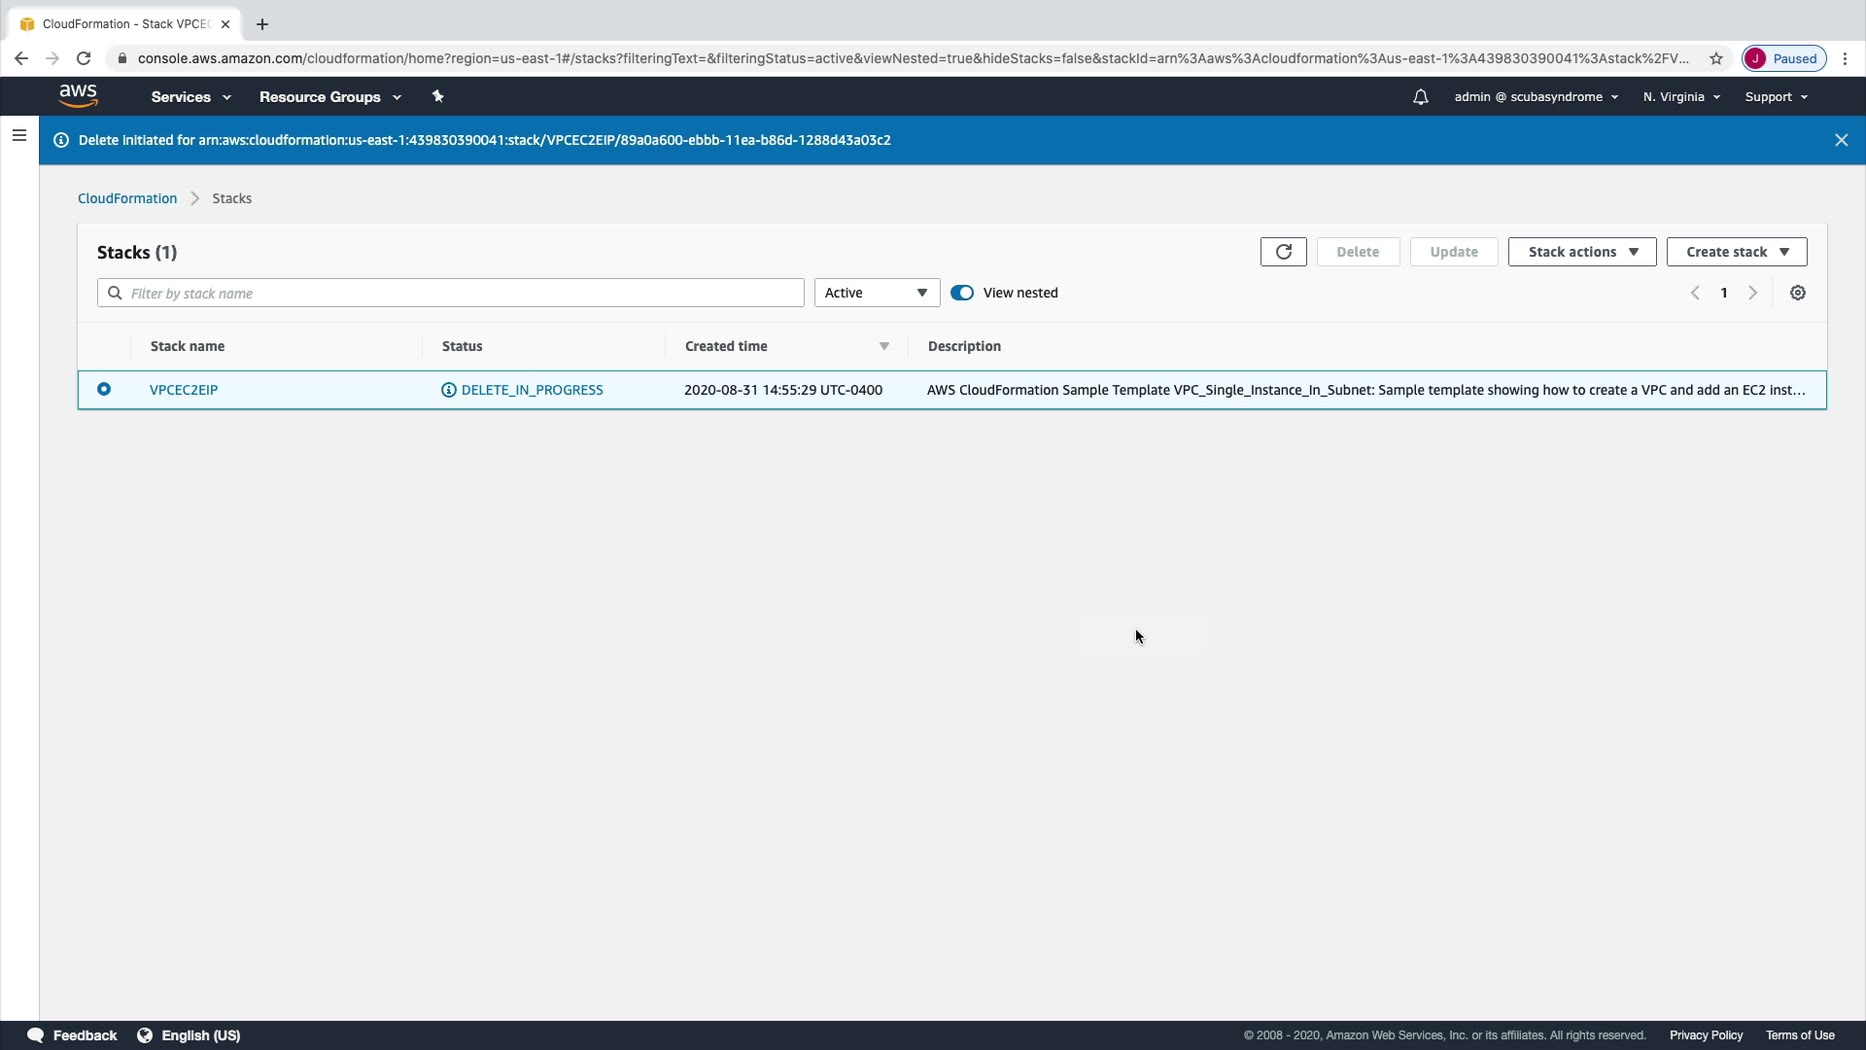 CloudFormation - Stack VPCEC
console.aws.amazon.com/cloudformation/home?region=us-east-1#/stacks?filteringText=&filteringStatus=active&viewNested=true&hideStacks=false&stackId=arn%3Aaws%3Acloudformation%3Aus-east-1%3A439830390041%3Astack%2FV...
J Paused
aws Services Resource Groups admin @ scubasyndrome N. Virginia Support
Delete initiated for arn:aws:cloudformation:us-east-1:439830390041:stack/VPCEC2EIP/89a0a600-ebbb-11ea-b86d-1288d43a03c2
CloudFormation Stacks
Stacks (1) Delete Update Stack actions Create stack
Filter by stack name Active View nested 1
Stack name Status Created time Description
VPCEC2EIP DELETE_IN_PROGRESS 2020-08-31 14:55:29 UTC-0400 AWS CloudFormation Sample Template VPC_Single_Instance_In_Subnet: Sample template showing how to create a VPC and add an EC2 inst...
Feedback English (US) © 2008 - 2020, Amazon Web Services, Inc. or its affiliates. All rights reserved. Privacy Policy Terms of Use